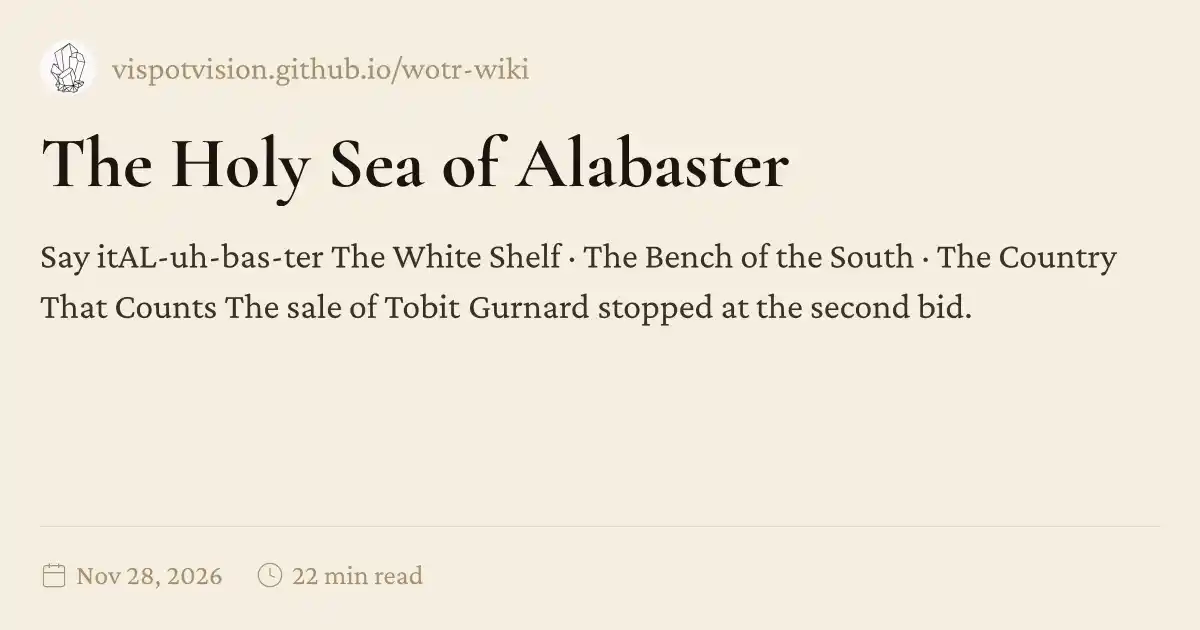 vispotvision.github.io/wotr-wiki
The Holy Sea of Alabaster
Say itAL-uh-bas-ter The White Shelf · The Bench of the South · The Country
That Counts The sale of Tobit Gurnard stopped at the second bid.
Nov 28, 2026 22 min read